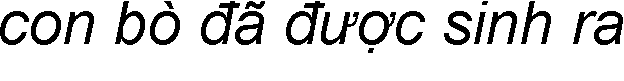 con bò đã được sinh ra